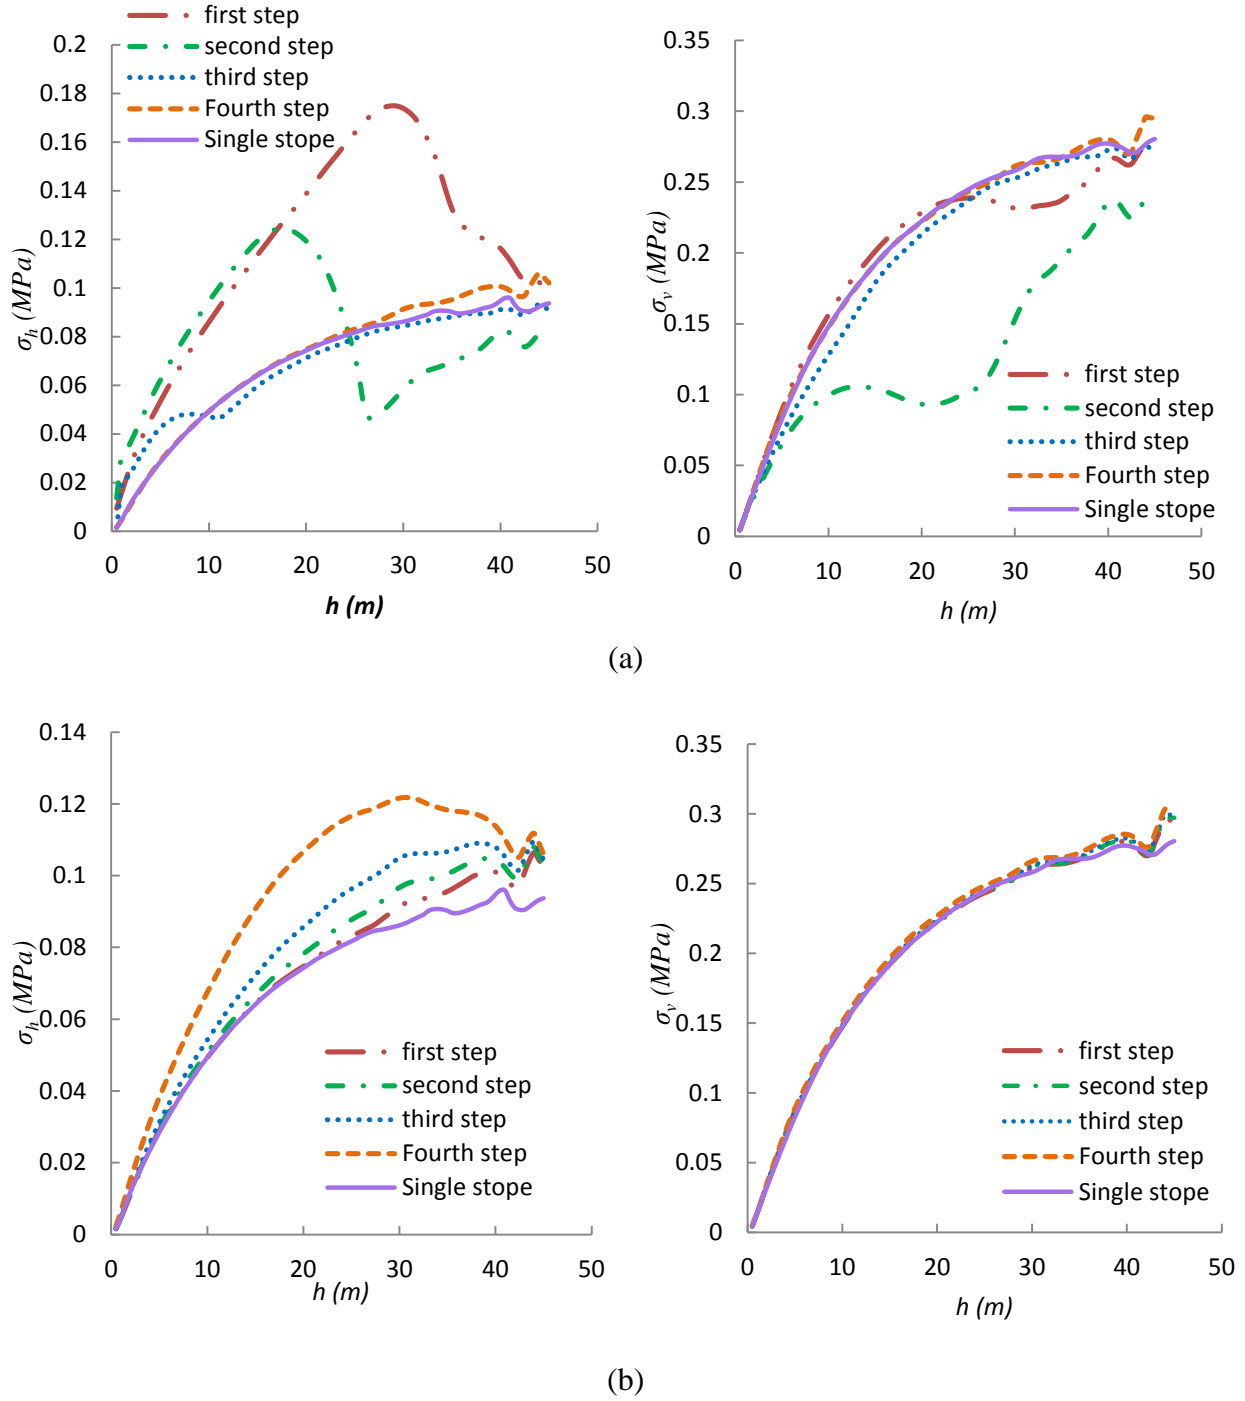 first step
second step
third step
Fourth step
Single stope
0.2
0.18
0.16
0.14
0.12
0.1
0.08
0.06
0.04
0.02
0
σh (MPa)
0 10 20 30 40 50
h (m)
0.35
0.3
0.25
0.2
0.15
0.1
0.05
0
σv (MPa)
first step
second step
third step
Fourth step
Single stope
0 10 20 30 40 50
h (m)
(a)
0.14
0.12
0.1
0.08
0.06
0.04
0.02
0
σh (MPa)
first step
second step
third step
Fourth step
Single stope
0 10 20 30 40 50
h (m)
0.35
0.3
0.25
0.2
0.15
0.1
0.05
0
σv (MPa)
first step
second step
third step
Fourth step
Single stope
0 10 20 30 40 50
h (m)
(b)